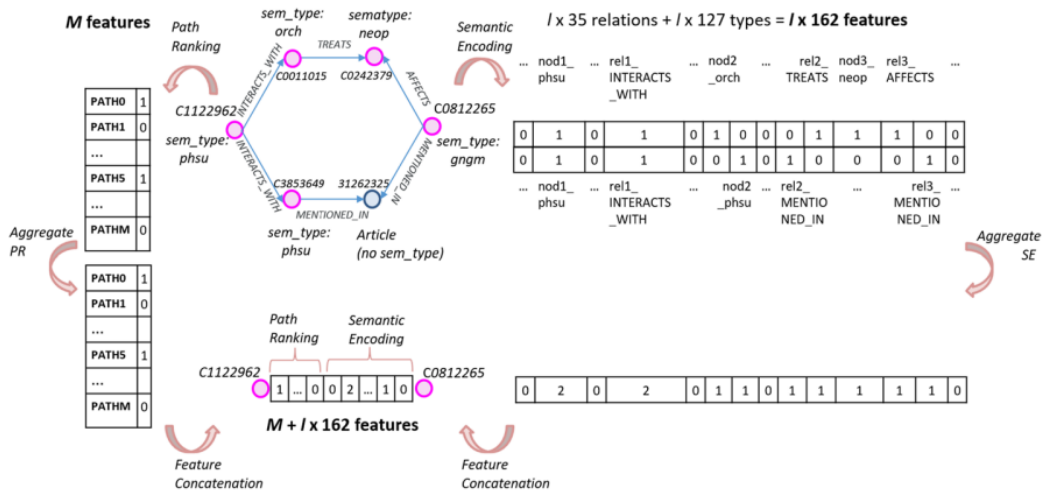 M features
Path
Ranking
sem_type:
orch
sematype:
neop
TREATS
C0011015
C0242379
INTERACTS_WITH
AFFECTS
C1122962
C0812265
sem_type:
phsu
sem_type:
gngm
INTERACTS_WITH
MENTIONED_IN
C3853649
31262325
MENTIONED_IN
sem_type:
phsu
Article
(no sem_type)
Semantic
Encoding
l x 35 relations + l x 127 types = l x 162 features
... nod1_ ... rel1_ ... nod2 ... rel2_ nod3_ rel3_ ...
phsu INTERACTS _orch TREATS neop AFFECTS
_WITH
0 1 0 1 0 1 0 0 0 1 1 1 0 0
0 1 0 1 0 0 1 0 1 0 0 0 1 0
... nod1_ ... rel1_ ... nod2 ... rel2_ ... rel3_ ...
phsu INTERACTS _phsu MENTIO MENTIO
_WITH NED_IN NED_IN
PATH0 1
PATH1 0
...
PATH5 1
...
PATHM 0
Aggregate
PR
Aggregate
SE
PATH0 1
PATH1 0
...
PATH5 1
...
PATHM 0
Path
Ranking
Semantic
Encoding
C1122962
C0812265
1 ... 0 0 2 ... 1 0
M + l x 162 features
0 2 0 2 0 1 1 0 1 1 1 1 1 0
Feature
Concatenation
Feature
Concatenation